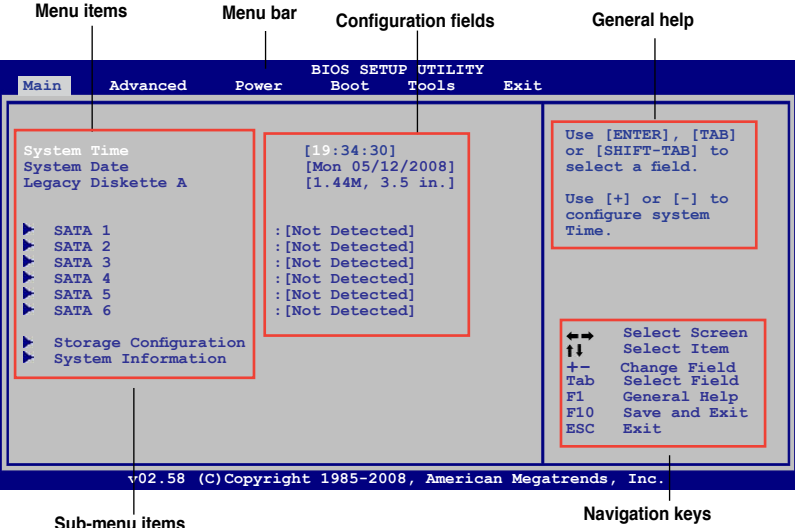 Menu items Menu bar Configuration fields General help
BIOS SETUP UTILITY
Main Advanced Power Boot Tools Exit
System Time [19:34:30]
System Date [Mon 05/12/2008]
Legacy Diskette A [1.44M, 3.5 in.]
SATA 1 :[Not Detected]
SATA 2 :[Not Detected]
SATA 3 :[Not Detected]
SATA 4 :[Not Detected]
SATA 5 :[Not Detected]
SATA 6 :[Not Detected]
Storage Configuration
System Information
Use [ENTER], [TAB]
or [SHIFT-TAB] to
select a field.
Use [+] or [-] to
configure system
Time.
←→ Select Screen
↑↓ Select Item
+- Change Field
Tab Select Field
F1 General Help
F10 Save and Exit
ESC Exit
v02.58 (C)Copyright 1985-2008, American Megatrends, Inc.
Sub-menu items Navigation keys